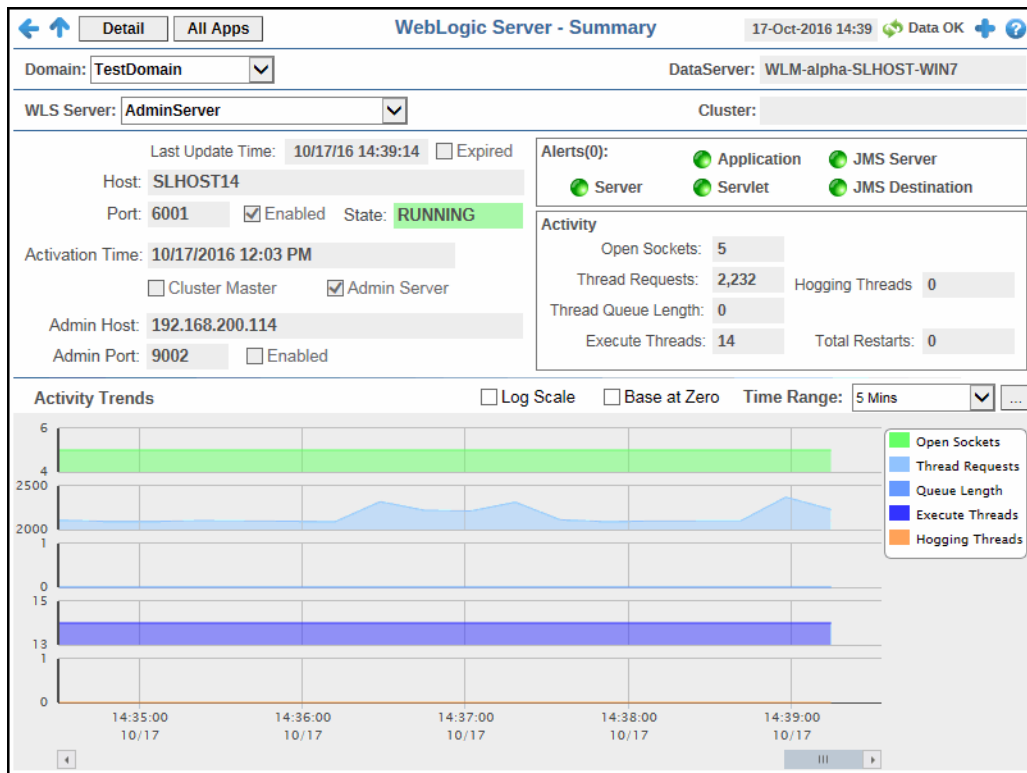 Detail All Apps WebLogic Server - Summary 17-Oct-2016 14:39 Data OK
Domain: TestDomain DataServer: WLM-alpha-SLHOST-WIN7
WLS Server: AdminServer Cluster:
Last Update Time: 10/17/16 14:39:14 Expired
Host: SLHOST14
Port: 6001 Enabled State: RUNNING
Activation Time: 10/17/2016 12:03 PM
Cluster Master Admin Server
Admin Host: 192.168.200.114
Admin Port: 9002 Enabled
Alerts(0): Application JMS Server
Server Servlet JMS Destination
Activity
Open Sockets: 5
Thread Requests: 2,232 Hogging Threads 0
Thread Queue Length: 0
Execute Threads: 14 Total Restarts: 0
Activity Trends Log Scale Base at Zero Time Range: 5 Mins ...
6
4
2500
2000
1
0
15
13
1
0
14:35:00 14:36:00 14:37:00 14:38:00 14:39:00
10/17 10/17 10/17 10/17 10/17
Open Sockets
Thread Requests
Queue Length
Execute Threads
Hogging Threads